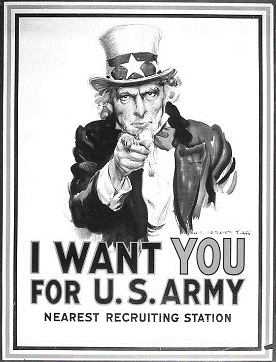 I WANT YOU
FOR U.S. ARMY
NEAREST RECRUITING STATION